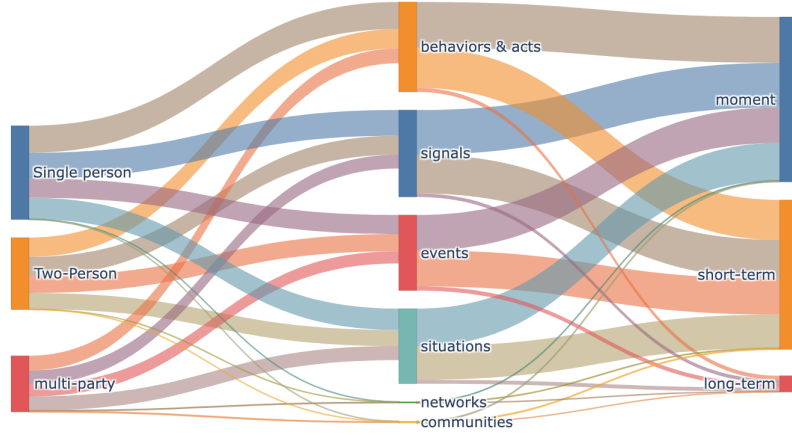 behaviors & acts
moment
signals
Single person
events
Two-Person
short-term
situations
multi-party
long-term
networks
communities